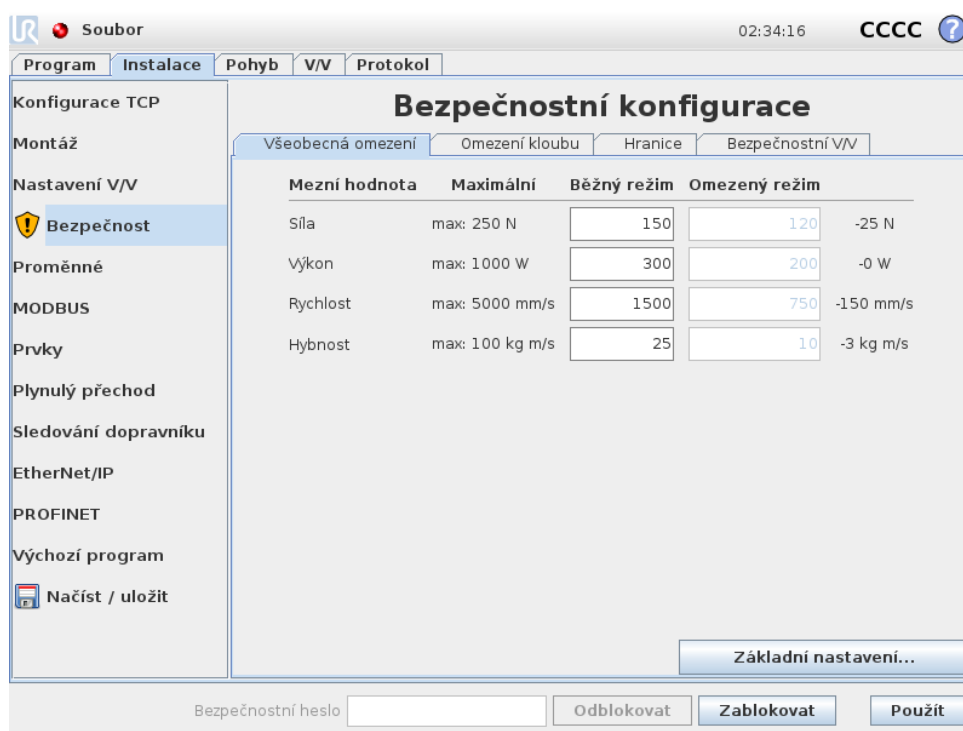 UR Soubor 02:34:16 CCCC ?
Program Instalace Pohyb V/V Protokol
Konfigurace TCP
Montáž
Nastavení V/V
Bezpečnost
Proměnné
MODBUS
Prvky
Plynulý přechod
Sledování dopravníku
EtherNet/IP
PROFINET
Výchozí program
Načíst / uložit
Bezpečnostní konfigurace
Všeobecná omezení Omezení kloubu Hranice Bezpečnostní V/V
Mezní hodnota Maximální Běžný režim Omezený režim
Síla max: 250 N 150 120 -25 N
Výkon max: 1000 W 300 200 -0 W
Rychlost max: 5000 mm/s 1500 750 -150 mm/s
Hybnost max: 100 kg m/s 25 10 -3 kg m/s
Základní nastavení...
Bezpečnostní heslo Odblokovat Zablokovat Použít